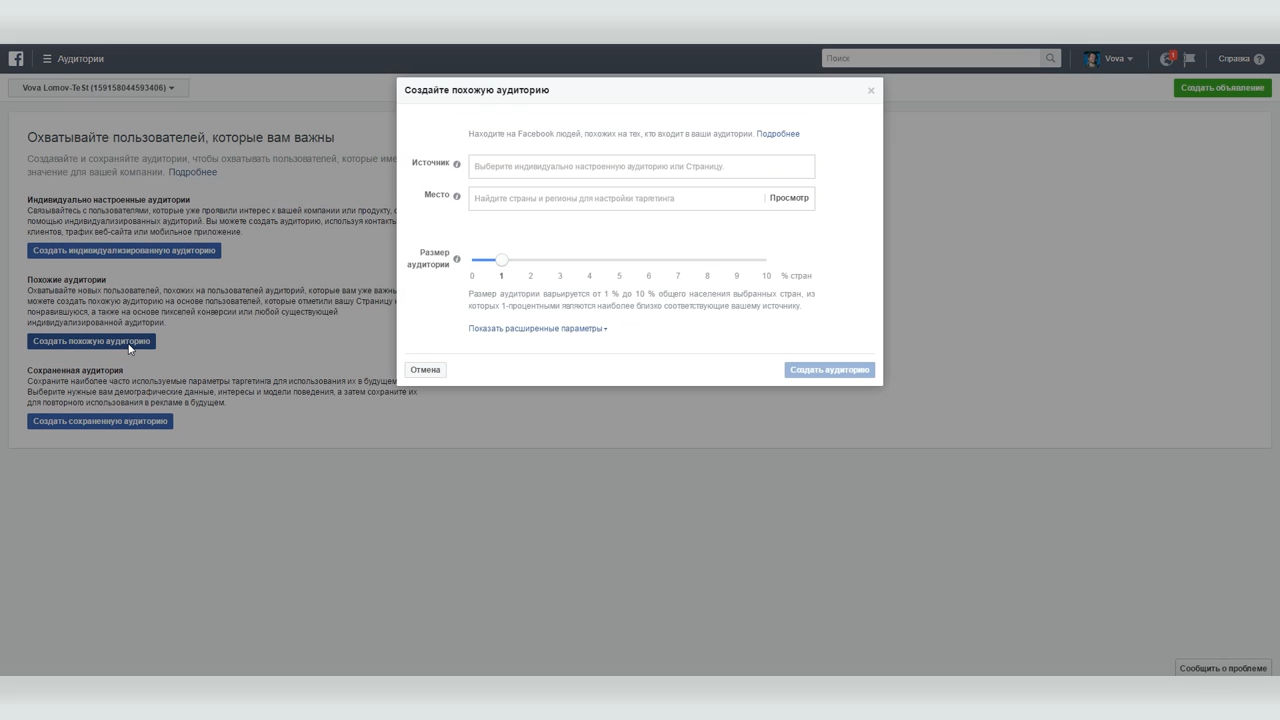 Аудитории
Поиск
Vova
1
Справка
Vova Lomov-Te$t (159158044593406)
Создать объявление
Охватывайте пользователей, которые вам важны
Создавайте и сохраняйте аудитории, чтобы охватывать пользователей, которые име
значение для вашей компании. Подробнее
Индивидуально настроенные аудитории
Связывайтесь с пользователями, которые уже проявили интерес к вашей компании или продукту, с
помощью индивидуализированных аудиторий. Вы можете создать аудиторию, используя контакты
клиентов, трафик веб-сайта или мобильное приложение.
Создать индивидуализированную аудиторию
Похожие аудитории
Охватывайте новых пользователей, похожих на пользователей аудиторий, которые вам уже важны
можете создать похожую аудиторию на основе пользователей, которые отметили вашу Страницу к
понравившуюся, а также на основе пикселей конверсии или любой существующей
индивидуализированной аудитории.
Создать похожую аудиторию
Сохраненная аудитория
Сохраните наиболее часто используемые параметры таргетинга для использования их в будущем
Выберите нужные вам демографические данные, интересы и модели поведения, а затем сохраните их
для повторного использования в рекламе в будущем.
Создать сохраненную аудиторию
Создайте похожую аудиторию
Находите на Facebook людей, похожих на тех, кто входит в ваши аудитории. Подробнее
Источник
Выберите индивидуально настроенную аудиторию или Страницу.
Место
Найдите страны и регионы для настройки таргетинга
Просмотр
Размер
аудитории
0 1 2 3 4 5 6 7 8 9 10 % стран
Размер аудитории варьируется от 1 % до 10 % общего населения выбранных стран, из
которых 1-процентными являются наиболее близко соответствующие вашему источнику.
Показать расширенные параметры
Отмена
Создать аудиторию
Сообщить о проблеме